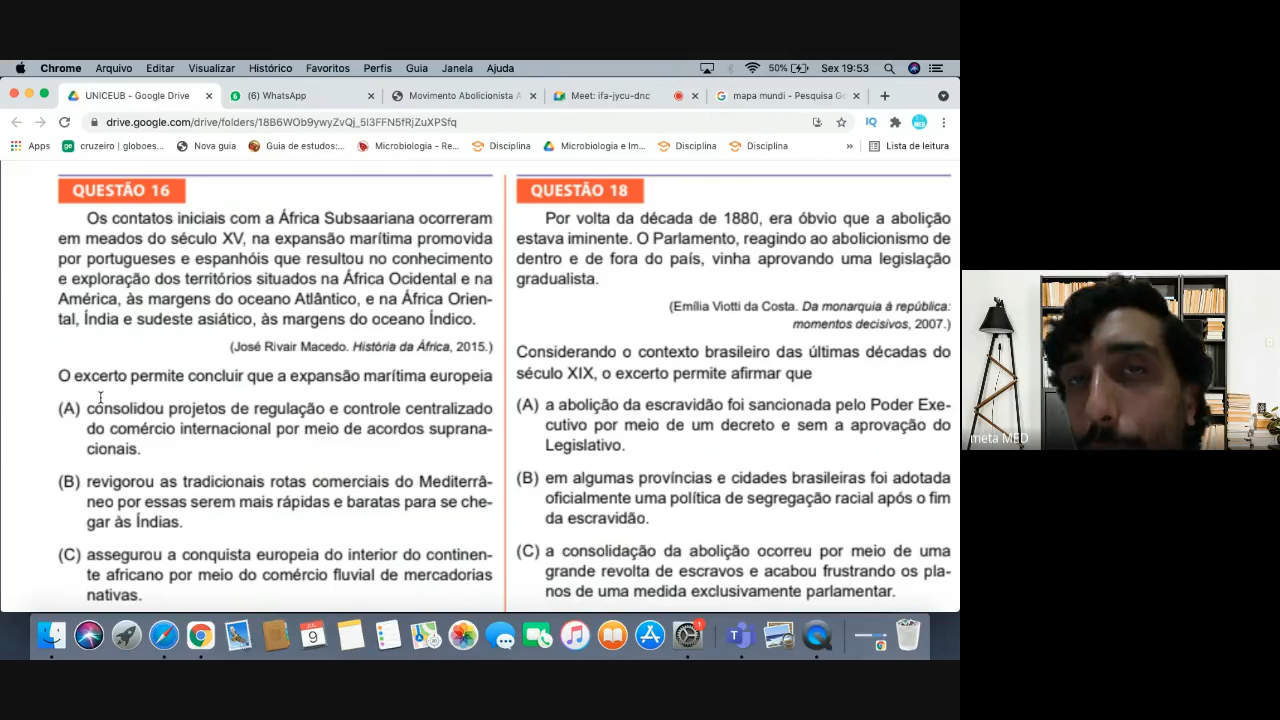 Chrome Arquivo Editar Visualizar Histórico Favoritos Perfis Guia Janela Ajuda 50% Sex 19:53
UNICEUB - Google Drive (6) WhatsApp Movimento Abolicionista A Meet: ifa-jycu-dnc mapa mundi - Pesquisa Go
drive.google.com/drive/folders/18B6WOb9ywyZvQj_5I3FFN5fRjZuXPSfq
Apps cruzeiro | globoes... Nova guia Guia de estudos:... Microbiologia - Re... Disciplina Microbiologia e Im... Disciplina Disciplina » Lista de leitura
QUESTÃO 16
Os contatos iniciais com a África Subsaariana ocorreram
em meados do século XV, na expansão marítima promovida
por portugueses e espanhóis que resultou no conhecimento
e exploração dos territórios situados na África Ocidental e na
América, às margens do oceano Atlântico, e na África Orien-
tal, Índia e sudeste asiático, às margens do oceano Índico.
(José Rivair Macedo. História da África, 2015.)
O excerto permite concluir que a expansão marítima europeia
(A) consolidou projetos de regulação e controle centralizado
do comércio internacional por meio de acordos suprana-
cionais.
(B) revigorou as tradicionais rotas comerciais do Mediterrâ-
neo por essas serem mais rápidas e baratas para se che-
gar às Índias.
(C) assegurou a conquista europeia do interior do continen-
te africano por meio do comércio fluvial de mercadorias
nativas.
QUESTÃO 18
Por volta da década de 1880, era óbvio que a abolição
estava iminente. O Parlamento, reagindo ao abolicionismo de
dentro e de fora do país, vinha aprovando uma legislação
gradualista.
(Emília Viotti da Costa. Da monarquia à república:
momentos decisivos, 2007.)
Considerando o contexto brasileiro das últimas décadas do
século XIX, o excerto permite afirmar que
(A) a abolição da escravidão foi sancionada pelo Poder Exe-
cutivo por meio de um decreto e sem a aprovação do
Legislativo.
(B) em algumas províncias e cidades brasileiras foi adotada
oficialmente uma política de segregação racial após o fim
da escravidão.
(C) a consolidação da abolição ocorreu por meio de uma
grande revolta de escravos e acabou frustrando os pla-
nos de uma medida exclusivamente parlamentar.
meta MED
JUL
9
1